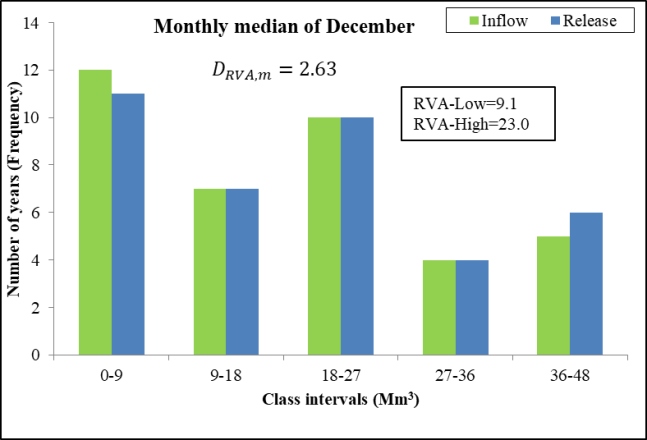 Monthly median of December
Inflow Release
D_RVA,m = 2.63
RVA-Low=9.1
RVA-High=23.0
Number of years (Frequency)
14
12
10
8
6
4
2
0
0-9 9-18 18-27 27-36 36-48
Class intervals (Mm³)